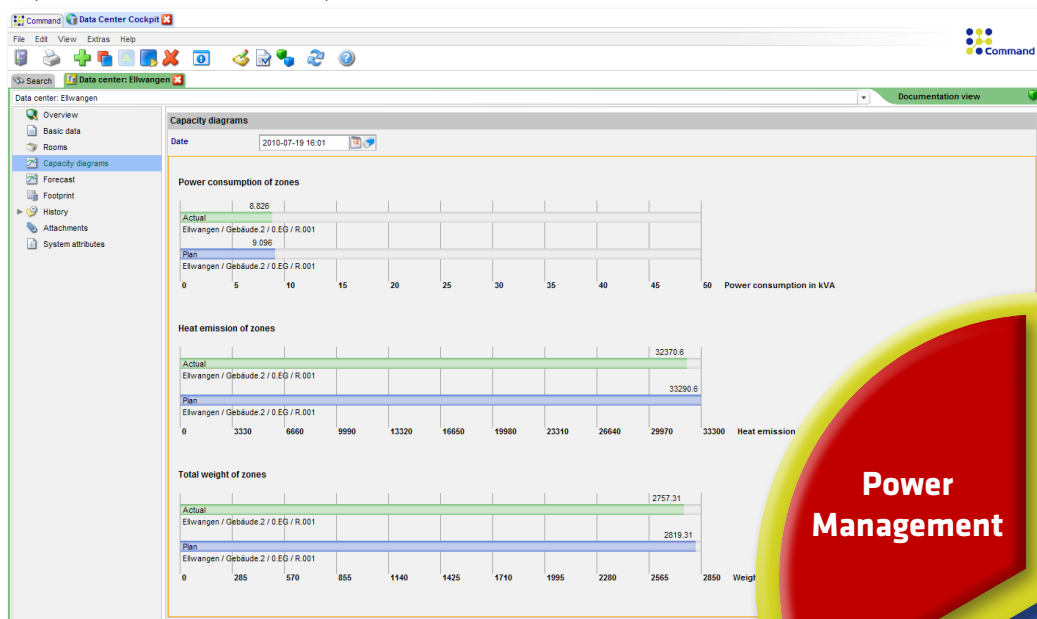 Command Data Center Cockpit
File Edit View Extras Help
Command
Search Data center: Ellwangen
Data center: Ellwangen Documentation view
Overview
Basic data
Rooms
Capacity diagrams
Forecast
Footprint
History
Attachments
System attributes
Capacity diagrams
Date 2010-07-19 16:01
Power consumption of zones
8.826
Actual
Ellwangen / Gebäude.2 / 0.EG / R.001
9.096
Plan
Ellwangen / Gebäude.2 / 0.EG / R.001
0 5 10 15 20 25 30 35 40 45 50 Power consumption in kVA
Heat emission of zones
32370.6
Actual
Ellwangen / Gebäude.2 / 0.EG / R.001
33290.6
Plan
Ellwangen / Gebäude.2 / 0.EG / R.001
0 3330 6660 9990 13320 16650 19980 23310 26640 29970 33300 Heat emission
Total weight of zones
2757.31
Actual
Ellwangen / Gebäude.2 / 0.EG / R.001
2819.31
Plan
Ellwangen / Gebäude.2 / 0.EG / R.001
0 285 570 855 1140 1425 1710 1995 2280 2565 2850
Power
Management